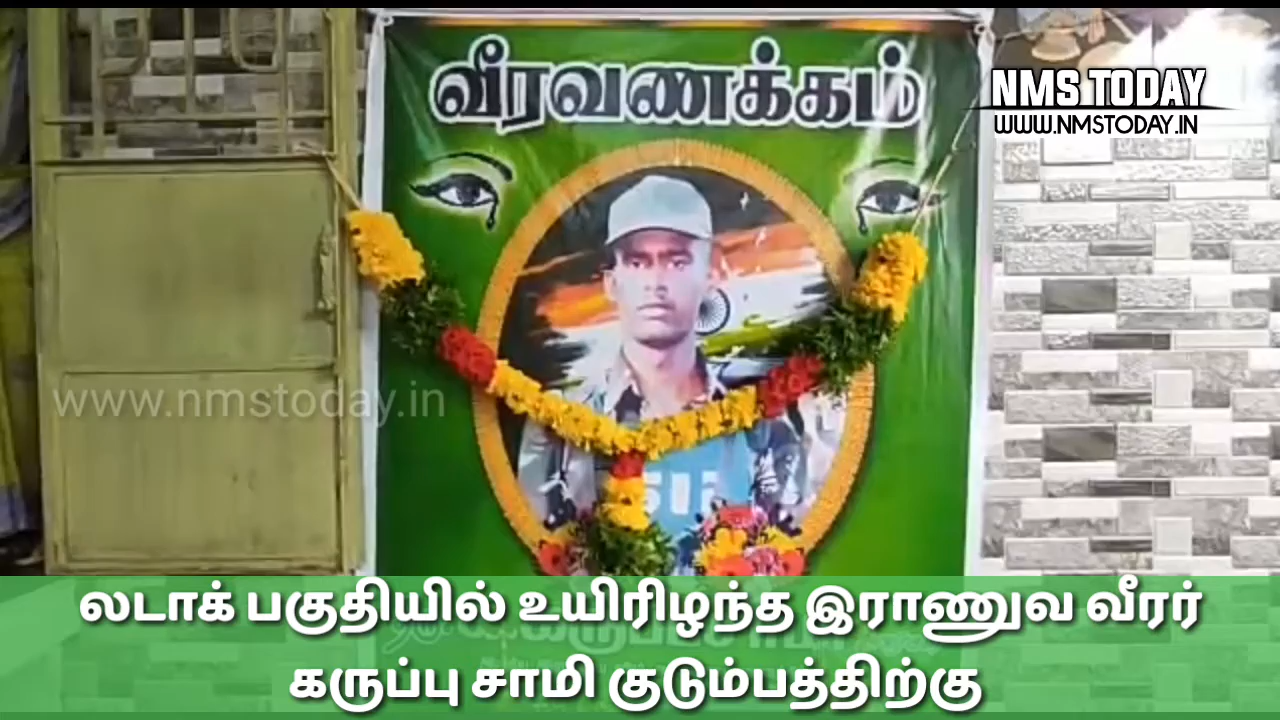 வீரவணக்கம்
NMS TODAY
WWW.NMSTODAY.IN
www.nmstoday.in
லடாக் பகுதியில் உயிரிழந்த இராணுவ வீரர்
கருப்பு சாமி குடும்பத்திற்கு